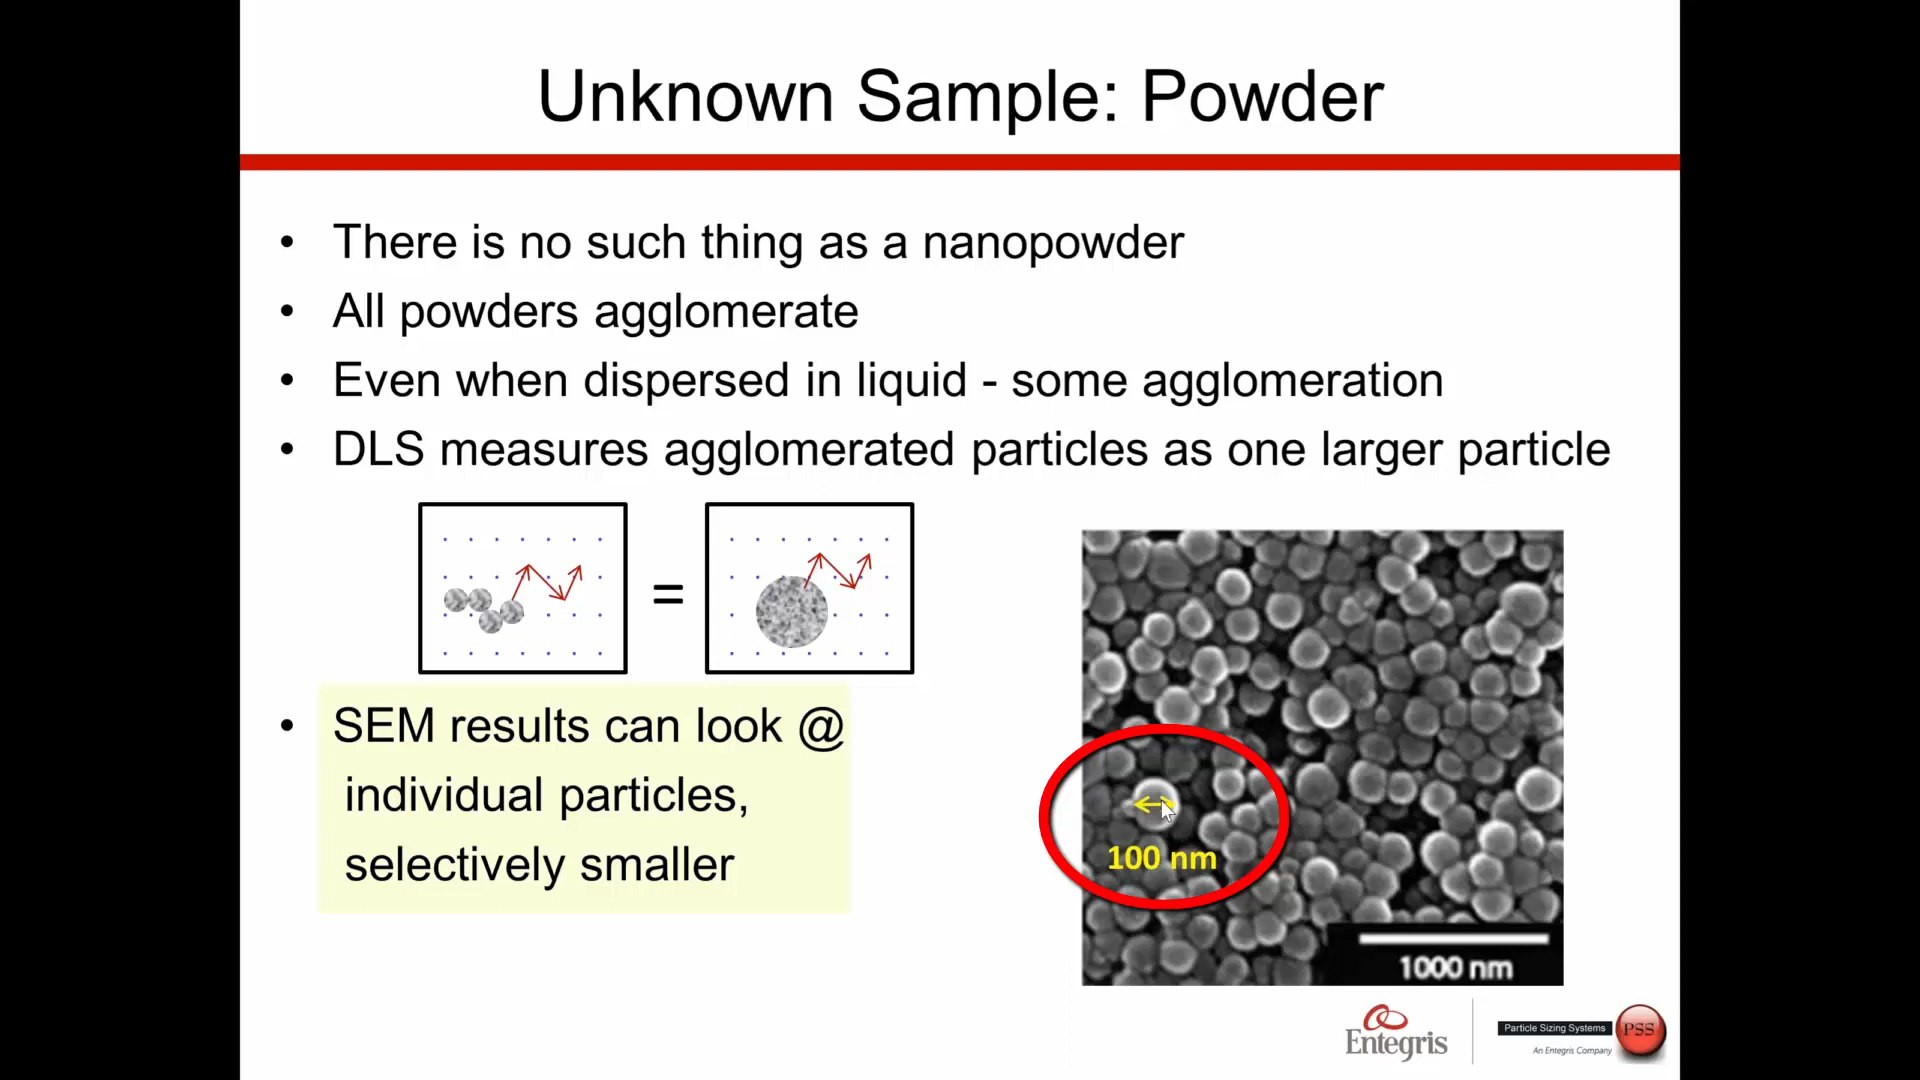 Unknown Sample: Powder
• There is no such thing as a nanopowder
• All powders agglomerate
• Even when dispersed in liquid - some agglomeration
• DLS measures agglomerated particles as one larger particle
=
• SEM results can look @
individual particles,
selectively smaller
100 nm
1000 nm
Entegris
Particle Sizing Systems
An Entegris Company
PSS